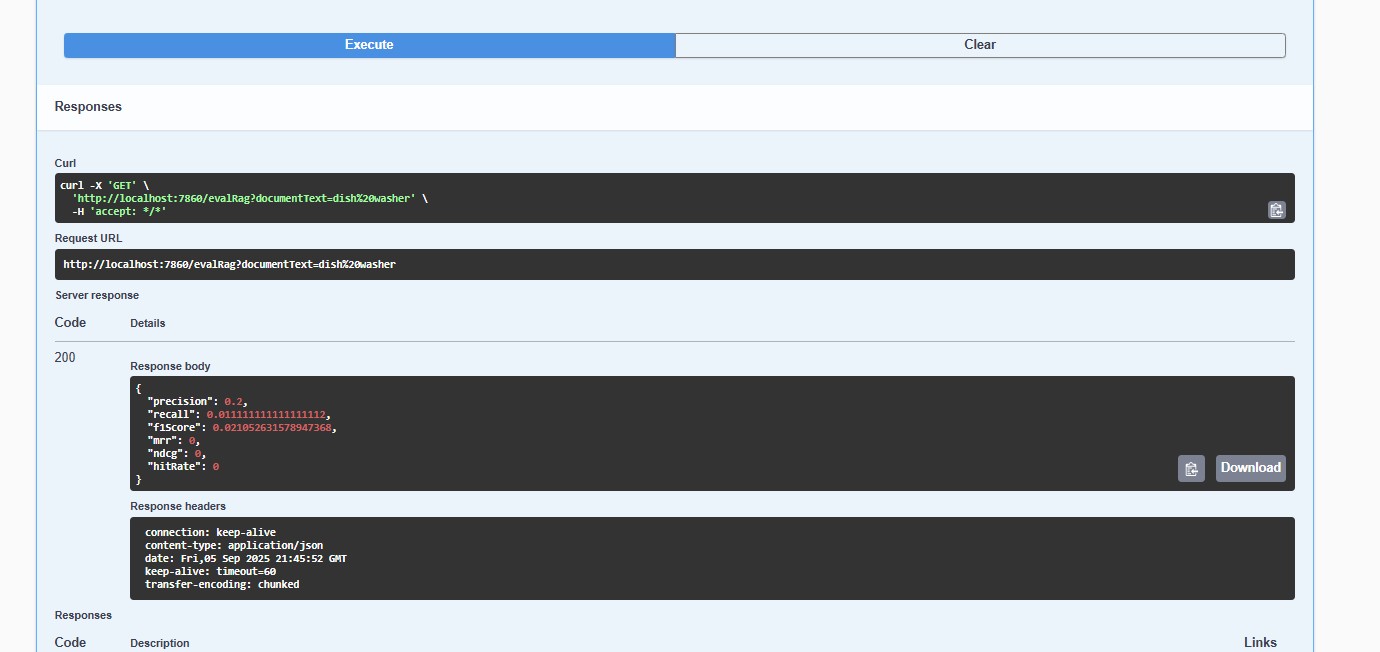 Execute
Clear
Responses
Curl
curl -X 'GET' \
'http://localhost:7860/evalRag?documentText=dish%20washer' \
-H 'accept: */*'
Request URL
http://localhost:7860/evalRag?documentText=dish%20washer
Server response
Code Details
200
Response body
{
"precision": 0.2,
"recall": 0.011111111111111112,
"f1Score": 0.021052631578947368,
"mrr": 0,
"ndcg": 0,
"hitRate": 0
}
Download
Response headers
connection: keep-alive
content-type: application/json
date: Fri,05 Sep 2025 21:45:52 GMT
keep-alive: timeout=60
transfer-encoding: chunked
Responses
Code Description Links